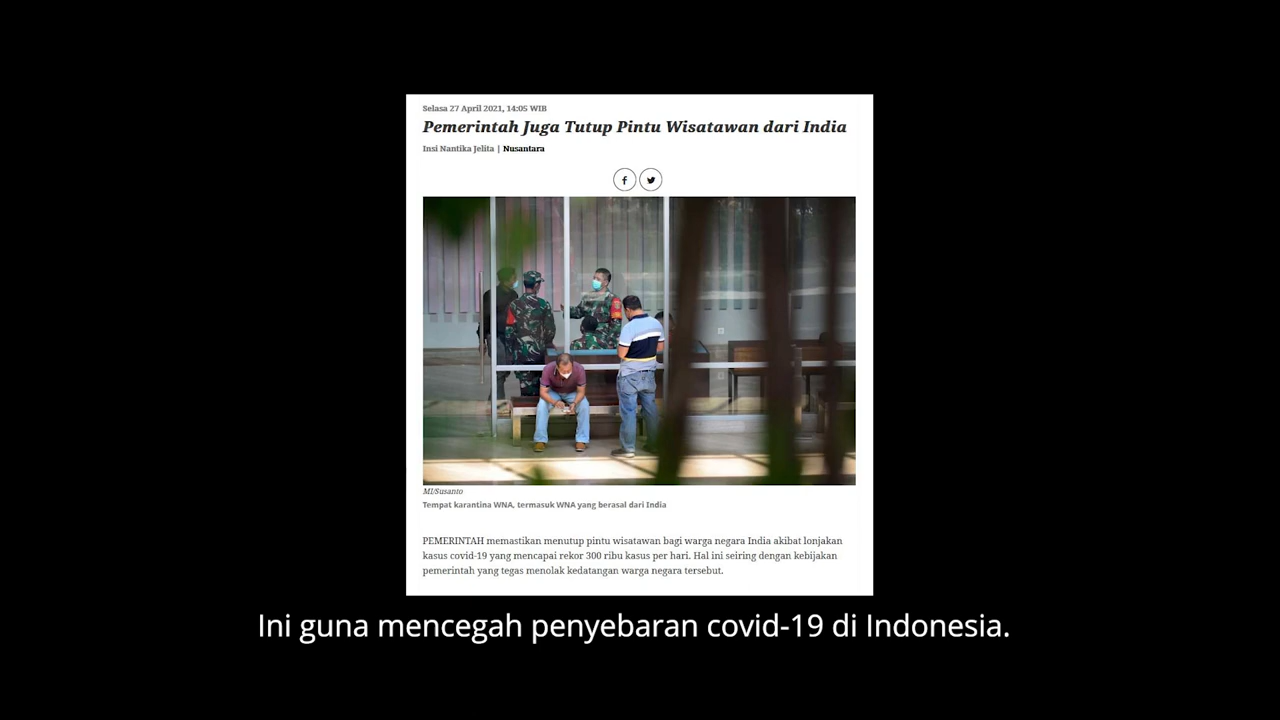 Selasa 27 April 2021, 14:05 WIB
Pemerintah Juga Tutup Pintu Wisatawan dari India
Insi Nantika Jelita | Nusantara
MI/Susanto
Tempat karantina WNA, termasuk WNA yang berasal dari India
PEMERINTAH memastikan menutup pintu wisatawan bagi warga negara India akibat lonjakan
kasus covid-19 yang mencapai rekor 300 ribu kasus per hari. Hal ini seiring dengan kebijakan
pemerintah yang tegas menolak kedatangan warga negara tersebut.
Ini guna mencegah penyebaran covid-19 di Indonesia.